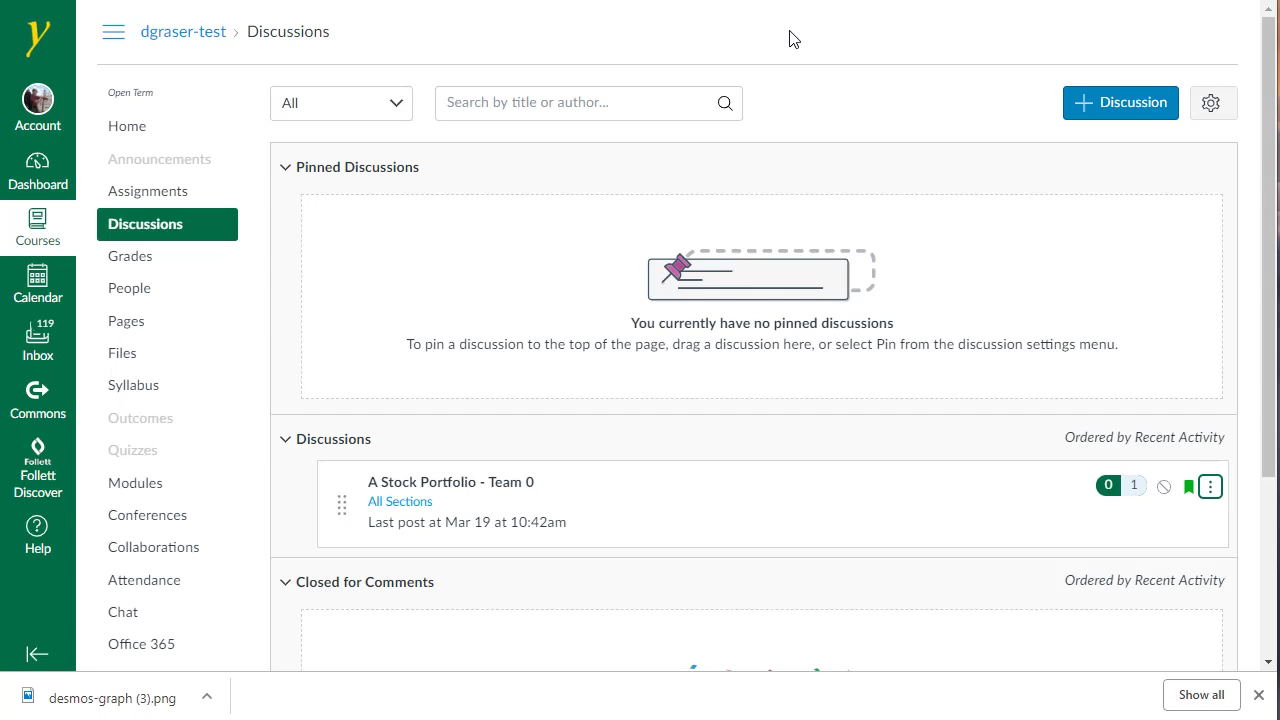 y
dgraser-test › Discussions
Account
Dashboard
Courses
Calendar
119
Inbox
Commons
Follett
Follett
Discover
Help
Open Term
Home
Announcements
Assignments
Discussions
Grades
People
Pages
Files
Syllabus
Outcomes
Quizzes
Modules
Conferences
Collaborations
Attendance
Chat
Office 365
All
Search by title or author...
+ Discussion
Pinned Discussions
You currently have no pinned discussions
To pin a discussion to the top of the page, drag a discussion here, or select Pin from the discussion settings menu.
Discussions
Ordered by Recent Activity
A Stock Portfolio - Team 0
0 1
All Sections
Last post at Mar 19 at 10:42am
Closed for Comments
Ordered by Recent Activity
desmos-graph (3).png
Show all